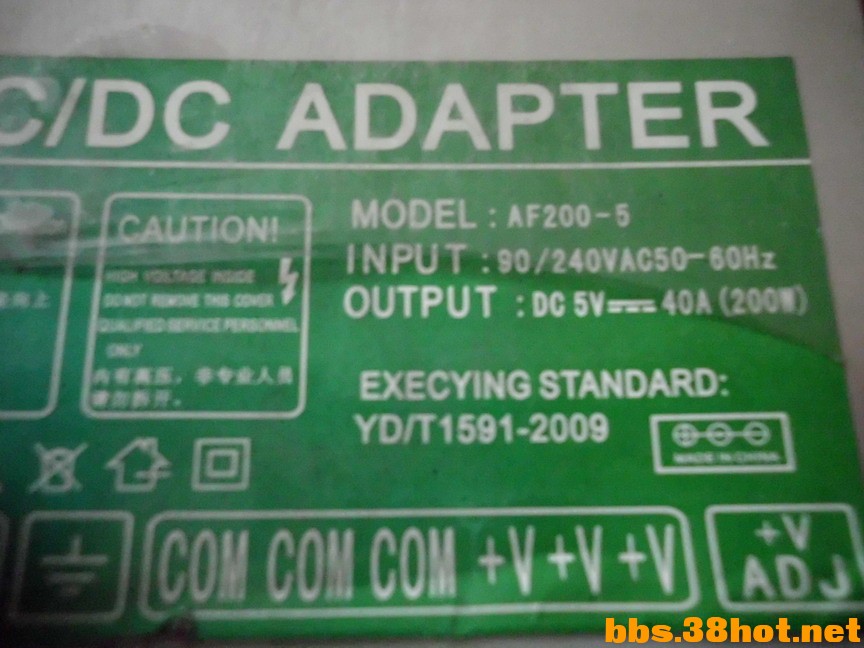 C/DC ADAPTER
CAUTION!
HIGH VOLTAGE INSIDE
DO NOT REMOVE THIS COVER
QUALIFIED SERVICE PERSONNEL
ONLY
内有高压，非专业人员
请勿拆开。
向上
MODEL : AF200-5
INPUT : 90/240VAC50-60Hz
OUTPUT : DC 5V⎓40A (200W)
EXECYING STANDARD:
YD/T1591-2009
MADE IN CHINA
COM COM COM +V +V +V
+V
ADJ
bbs.38hot.net